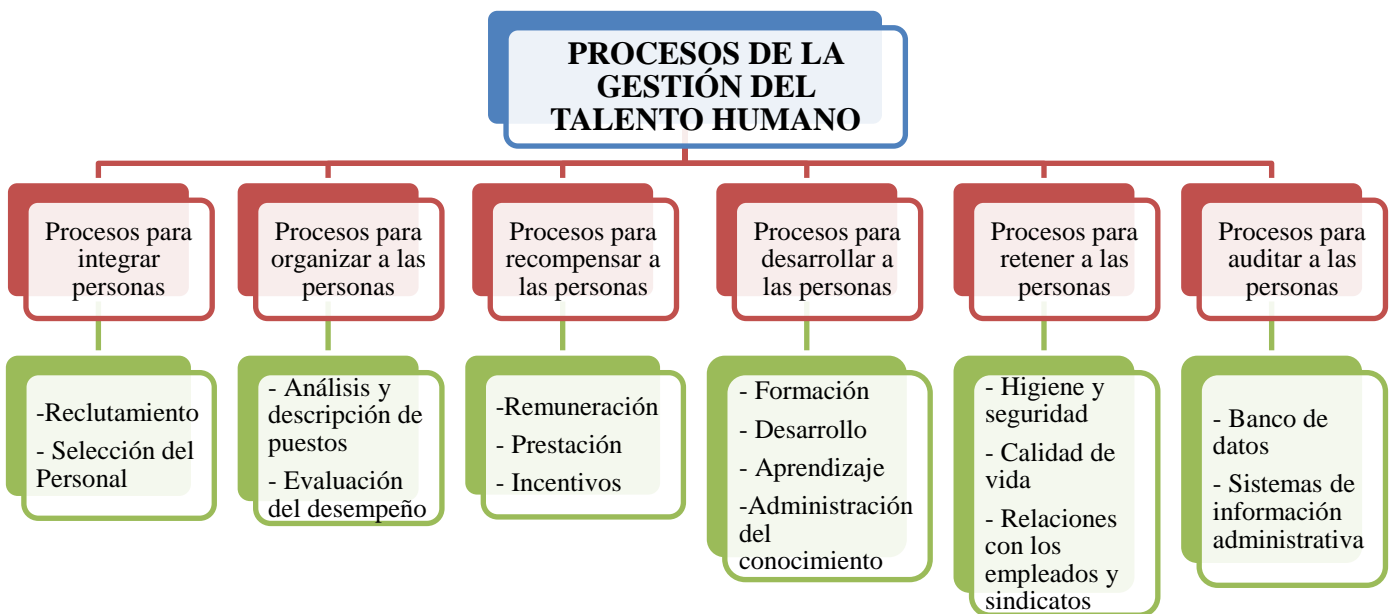 PROCESOS DE LA
GESTIÓN DEL
TALENTO HUMANO
Procesos para
integrar
personas
Procesos para
organizar a las
personas
Procesos para
recompensar a
las personas
Procesos para
desarrollar a
las personas
Procesos para
retener a las
personas
Procesos para
auditar a las
personas
-Reclutamiento
- Selección del
Personal
- Análisis y
descripción de
puestos
- Evaluación
del desempeño
-Remuneración
- Prestación
- Incentivos
- Formación
- Desarrollo
- Aprendizaje
-Administración
del
conocimiento
- Higiene y
seguridad
- Calidad de
vida
- Relaciones
con los
empleados y
sindicatos
- Banco de
datos
- Sistemas de
información
administrativa